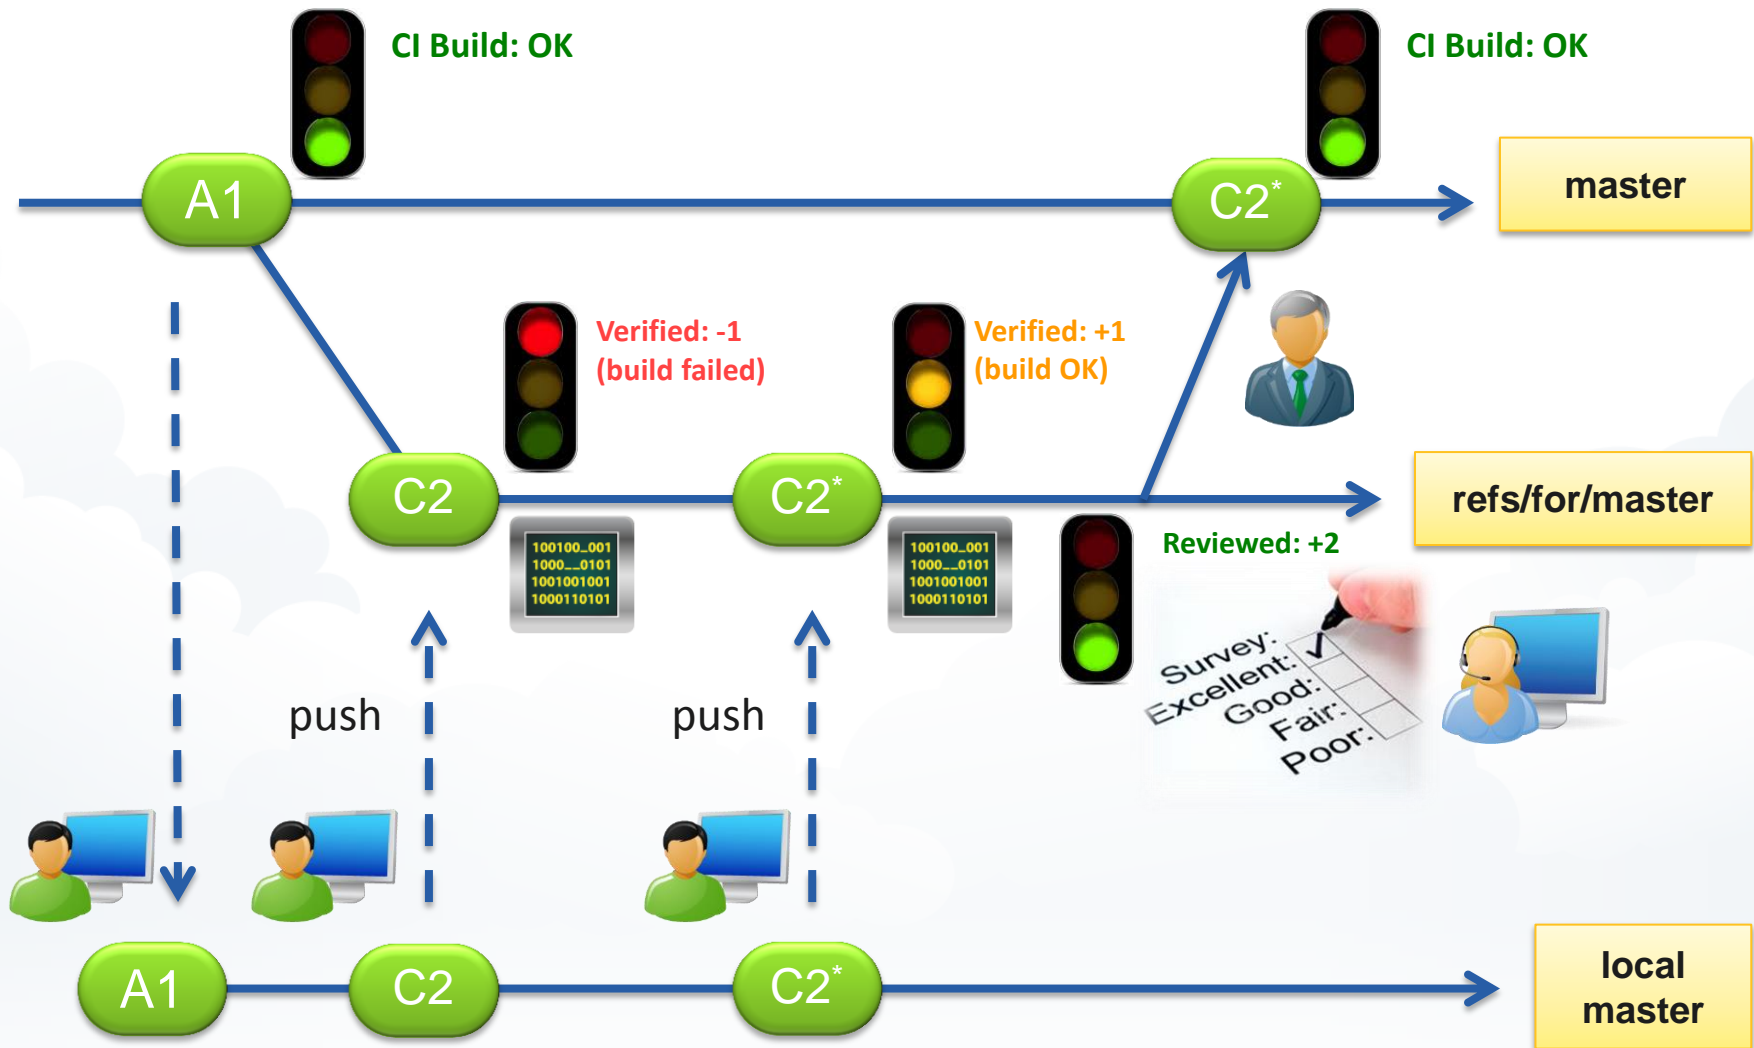 CI Build: OK
CI Build: OK
A1
C2*
master
Verified: -1
(build failed)
Verified: +1
(build OK)
C2
C2*
refs/for/master
100100_001
1000__0101
1001001001
1000110101
100100_001
1000__0101
1001001001
1000110101
Reviewed: +2
Survey:
Excellent:
Good:
Fair:
Poor:
push
push
A1
C2
C2*
local
master